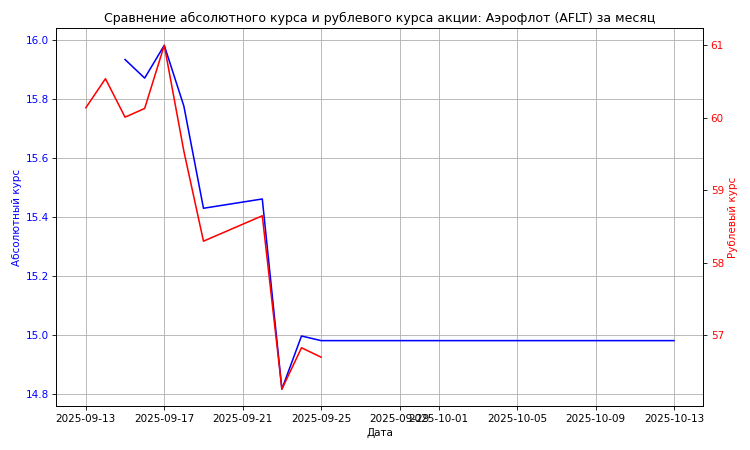 Сравнение абсолютного курса и рублевого курса акции: Аэрофлот (AFLT) за месяц
16.0
15.8
15.6
15.4
15.2
15.0
14.8
Абсолютный курс
61
60
59
58
57
Рублевый курс
2025-09-13 2025-09-17 2025-09-21 2025-09-25 2025-09-29 2025-10-01 2025-10-05 2025-10-09 2025-10-13
Дата